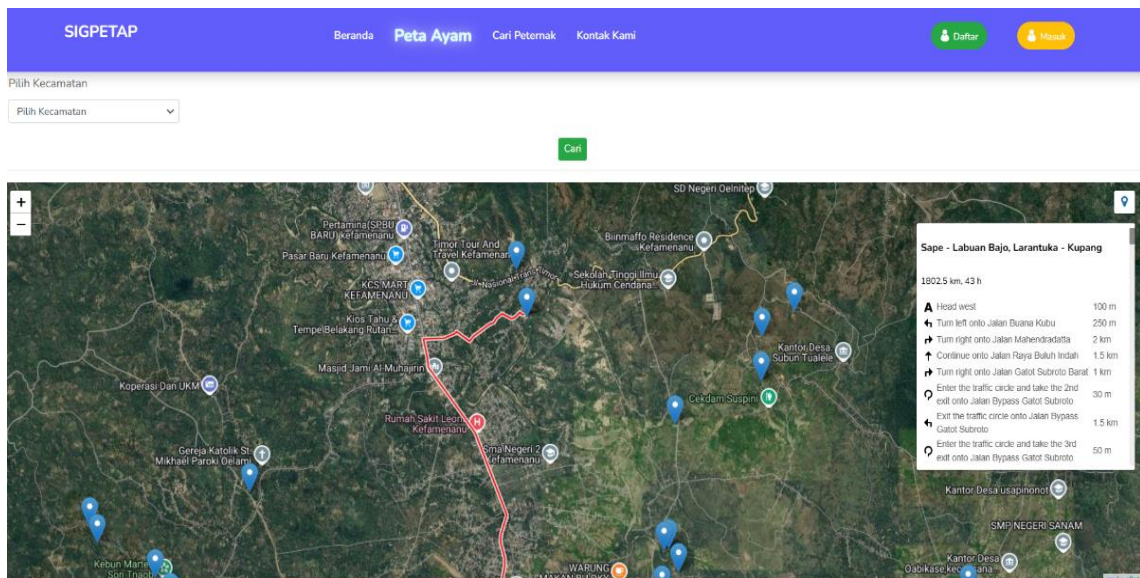 SIGPETAP
Beranda
Peta Ayam
Cari Peternak
Kontak Kami
Daftar
Masuk
Pilih Kecamatan
Pilih Kecamatan
Cari
+
−
SD Negeri Oelnitep
Pertamina(SPBU
BARU) kefamenanu
Pasar Baru Kefamenanu
Timor Tour And
Travel Kefamenanu
Biinmaffo Residence
Kefamenanu
KCS MART
KEFAMENANU
Sekolah Tinggi Ilmu
Hukum Cendana...
Kios Tahu &
Tempe Belakang Rutan...
Masjid Jami Al-Muhajirin
Kantor Desa
Subun Tualele
Koperasi Dan UKM
Cekdam Suspini
Rumah Sakit Leona
Kefamenanu
Sma Negeri 2
Kefamenanu
Gereja Katolik St.
Mikhael Paroki Oelami
Kantor Desa usapinonot
SMP NEGERI SANAM
Kantor Desa
Kebun
WARUNG
Sape - Labuan Bajo, Larantuka - Kupang
1802.5 km, 43 h
Head west 100 m
Turn left onto Jalan Buana Kubu 250 m
Turn right onto Jalan Mahendradatta 2 km
Continue onto Jalan Raya Buluh Indah 1.5 km
Turn right onto Jalan Gatot Subroto Barat 1 km
Enter the traffic circle and take the 2nd
exit onto Jalan Bypass Gatot Subroto 30 m
Exit the traffic circle onto Jalan Bypass
Gatot Subroto 1.5 km
Enter the traffic circle and take the 3rd
exit onto Jalan Bypass Gatot Subroto 50 m